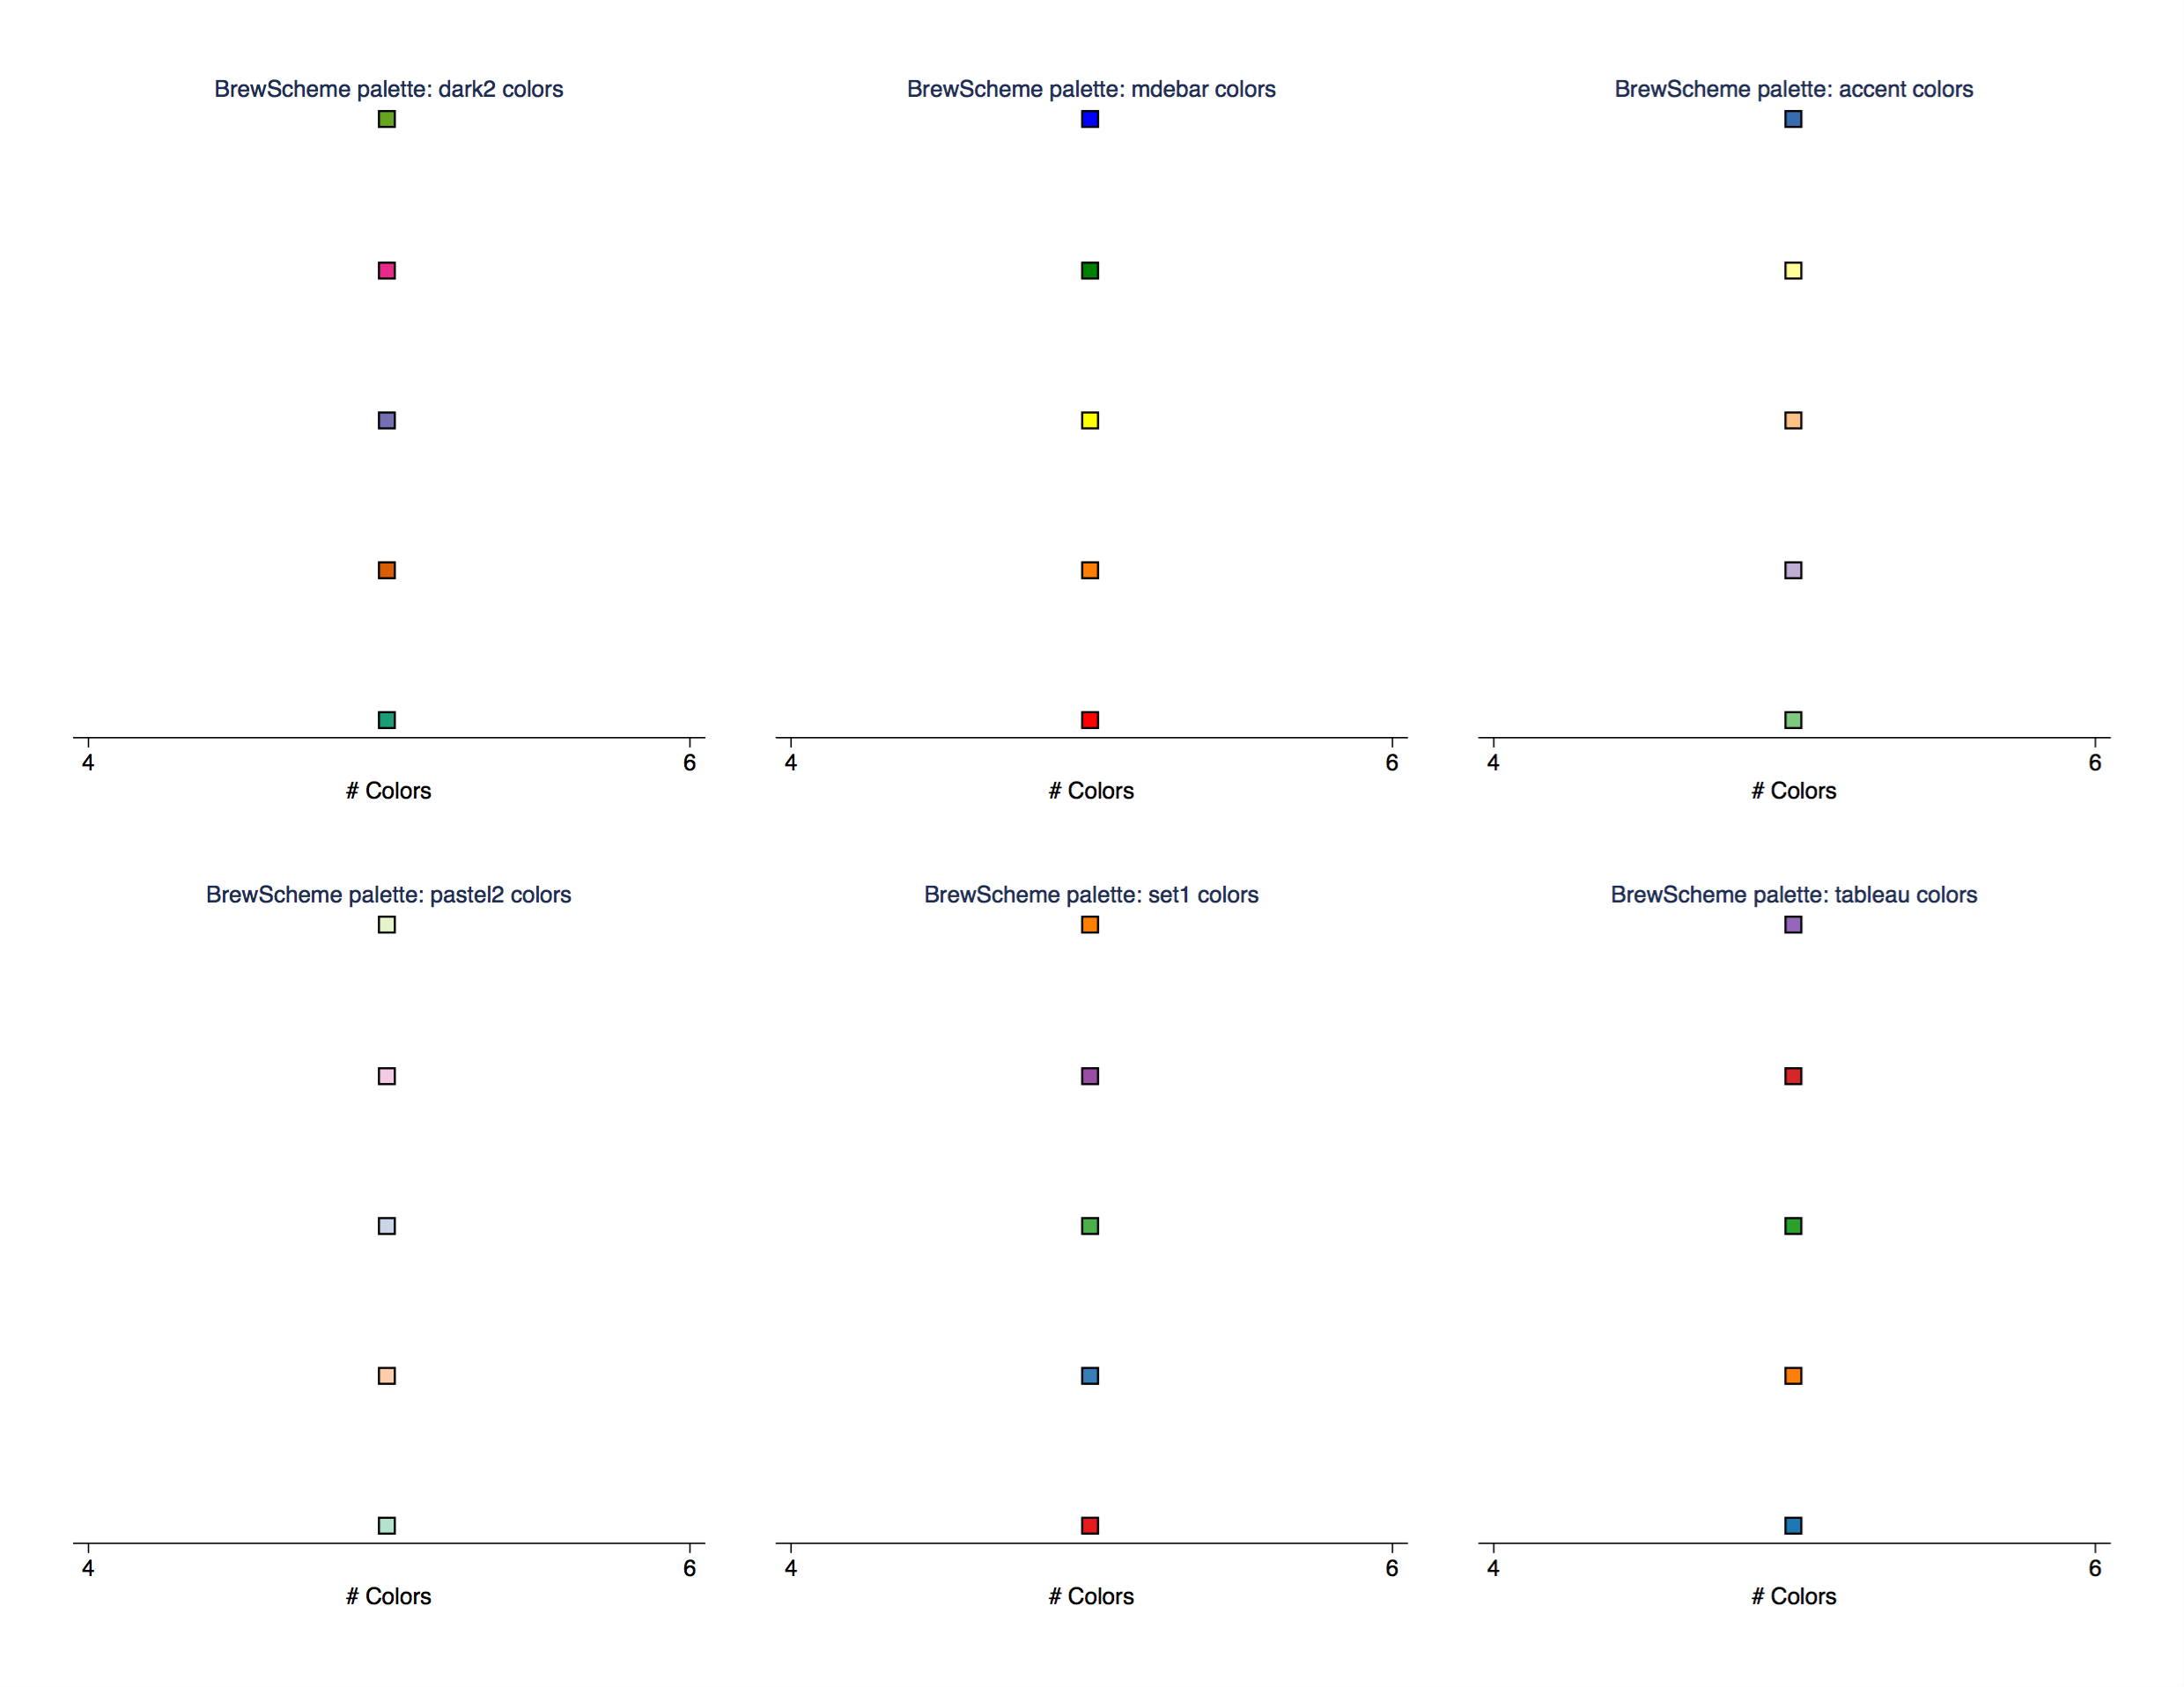 BrewScheme palette: dark2 colors
4 6
# Colors
BrewScheme palette: mdebar colors
4 6
# Colors
BrewScheme palette: accent colors
4 6
# Colors
BrewScheme palette: pastel2 colors
4 6
# Colors
BrewScheme palette: set1 colors
4 6
# Colors
BrewScheme palette: tableau colors
4 6
# Colors